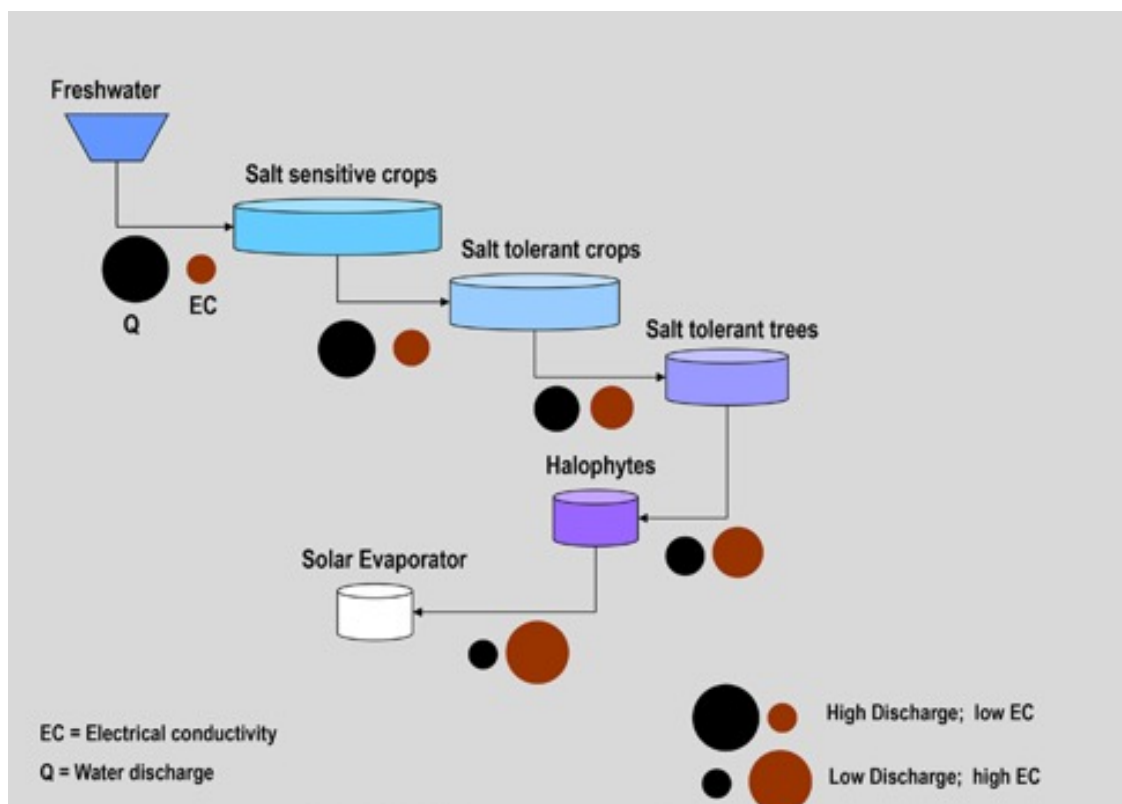 Freshwater
Salt sensitive crops
Salt tolerant crops
EC
Q
Salt tolerant trees
Halophytes
Solar Evaporator
High Discharge; low EC
EC = Electrical conductivity
Q = Water discharge
Low Discharge; high EC